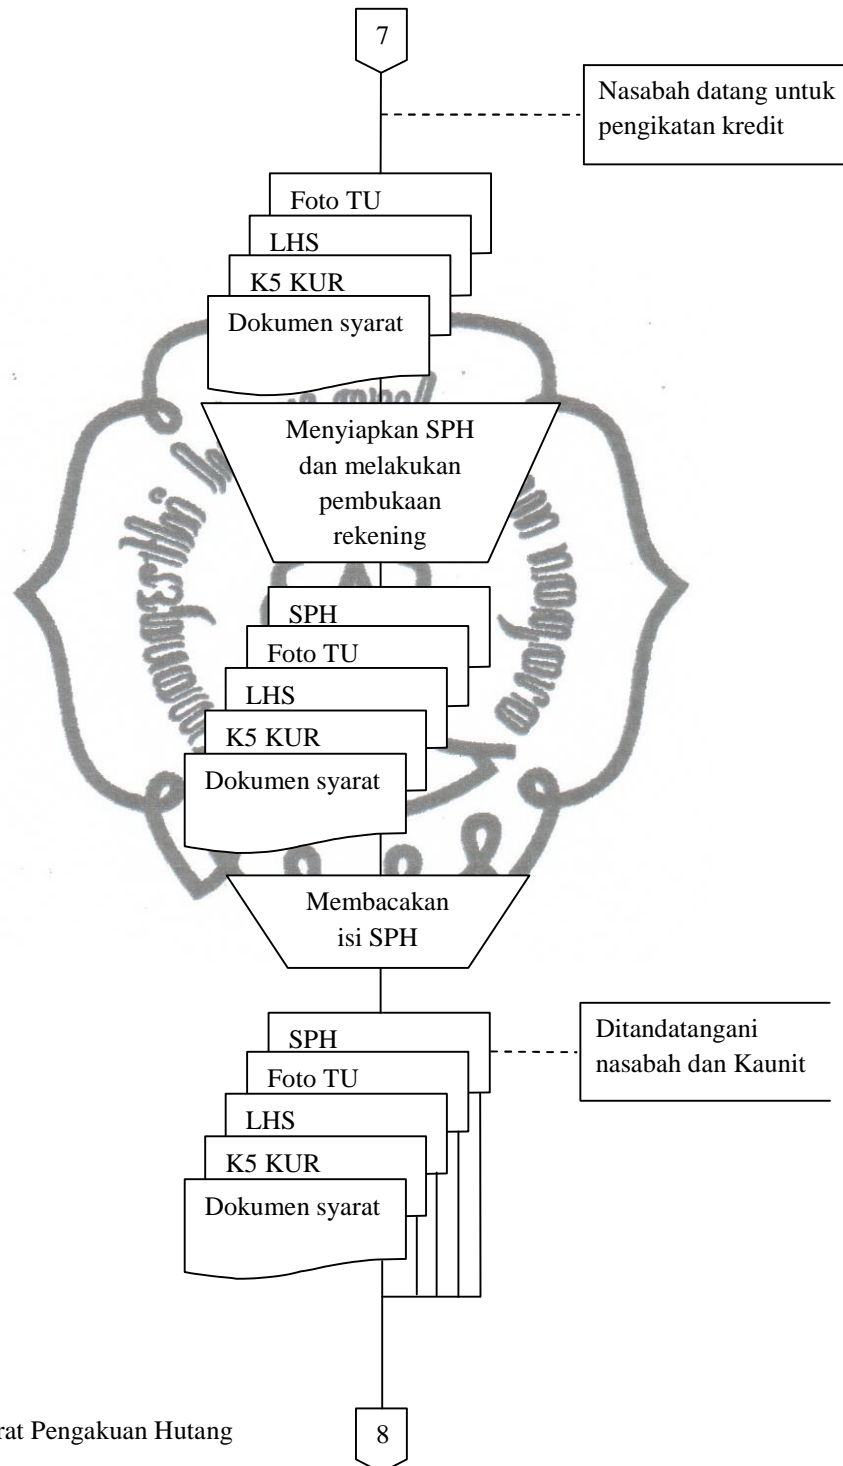 7
Nasabah datang untuk
pengikatan kredit
Foto TU
LHS
K5 KUR
Dokumen syarat
Menyiapkan SPH
dan melakukan
pembukaan
rekening
SPH
Foto TU
LHS
K5 KUR
Dokumen syarat
Membacakan
isi SPH
SPH
Ditandatangani
nasabah dan Kaunit
Foto TU
LHS
K5 KUR
Dokumen syarat
rat Pengakuan Hutang
8